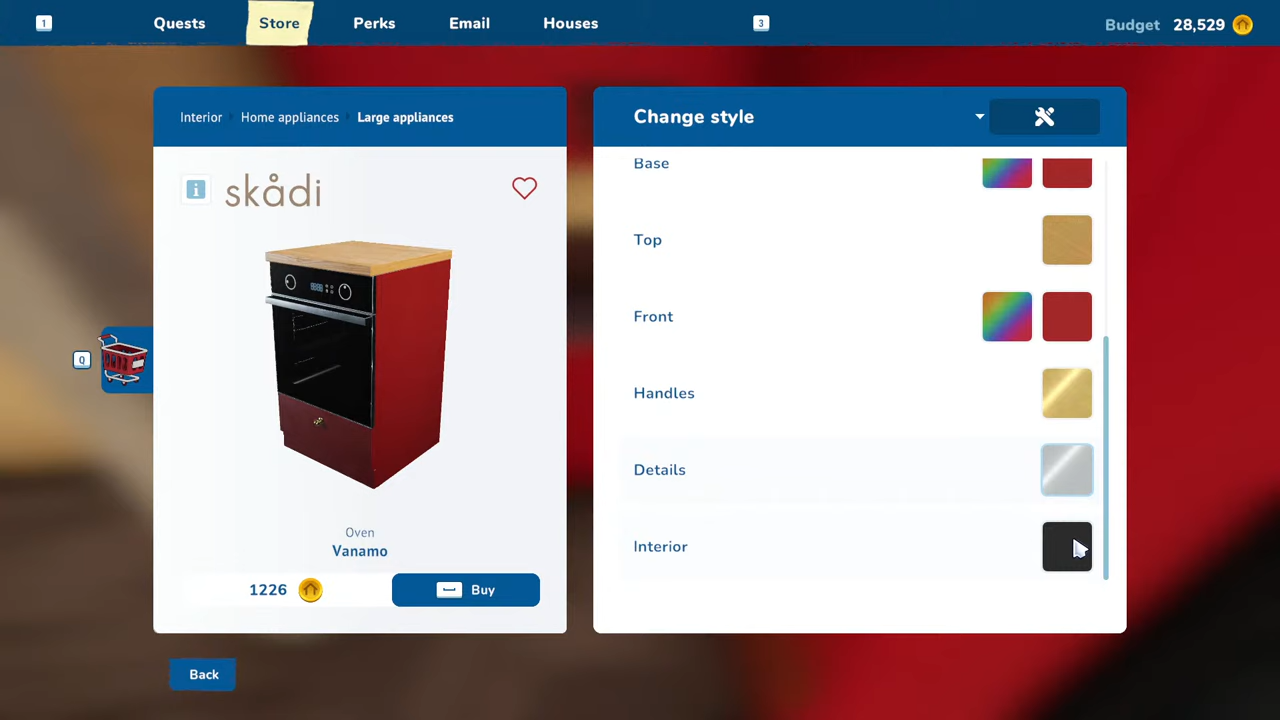 1 Quests Store Perks Email Houses 3 Budget 28,529
Interior Home appliances Large appliances
Change style
i skådi
Base
Top
Front
Handles
Details
Interior
Q
Oven
Vanamo
1226
Buy
Back